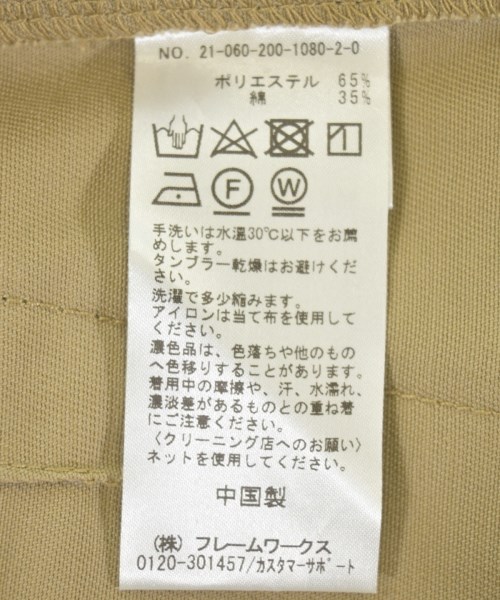 NO. 21-060-200-1080-2-0
ポリエステル 65%
綿 35%
F W
手洗いは水温30℃以下をお薦
めします。
タンブラー乾燥はお避けくだ
さい。
洗濯で多少縮みます。
アイロンは当て布を使用して
ください。
濃色品は、色落ちや他のもの
へ色移りすることがあります。
着用中の摩擦や、汗、水濡れ、
濃淡差があるものとの重ね着
にご注意ください。
〈クリーニング店へのお願い〉
ネットを使用してください。
中国製
(株) フレームワークス
0120-301457/カスタマーサポート